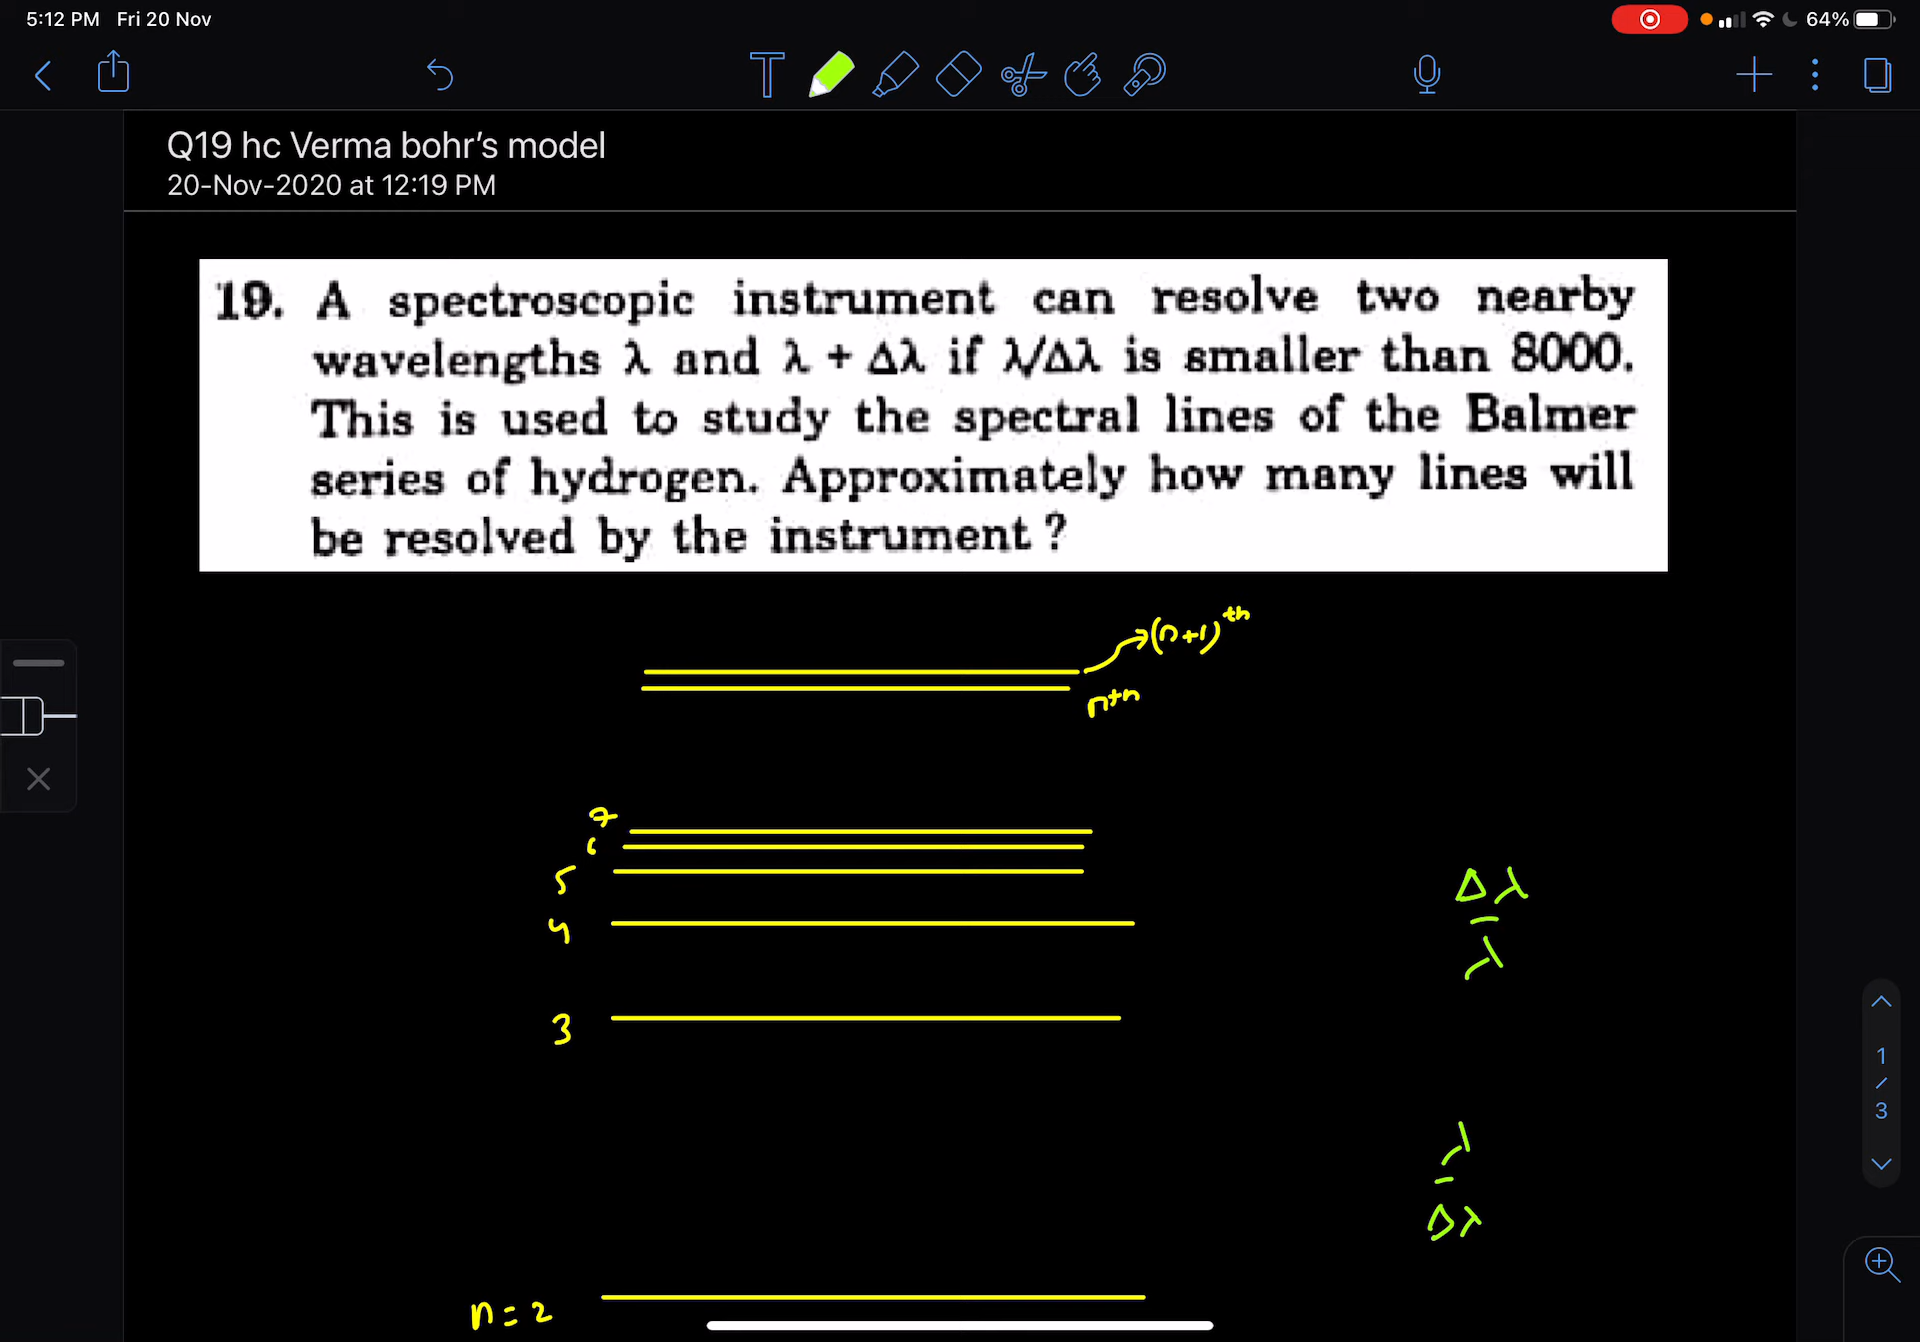 5:12 PM Fri 20 Nov
64%
T
Q19 hc Verma bohr's model
20-Nov-2020 at 12:19 PM
19. A spectroscopic instrument can resolve two nearby
wavelengths λ and λ + Δλ if λ/Δλ is smaller than 8000.
This is used to study the spectral lines of the Balmer
series of hydrogen. Approximately how many lines will
be resolved by the instrument ?
(n+1)th
nth
7
6
5
4
3
n = 2
Δλ
λ
λ
Δλ
1
/
3